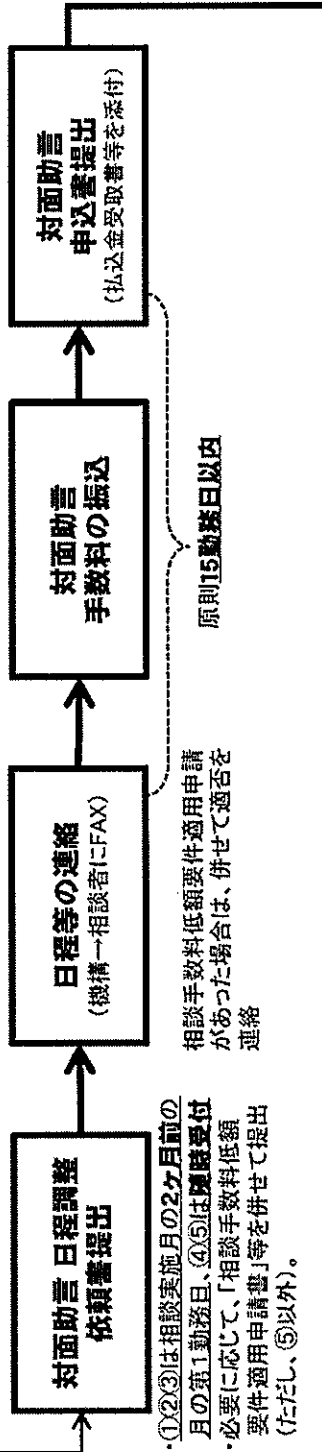 対面助言 日程調整
依頼書提出
・①②③は相談実施月の2ヶ月前の
月の第1勤務日、④⑤は随時受付
・必要に応じて、「相談手数料低額
要件適用申請書」等を併せて提出
(ただし、⑤以外)。
日程等の連絡
(機構→相談者にFAX)
相談手数料低額要件適用申請
があった場合は、併せて適否を
連絡
対面助言
手数料の振込
原則15勤務日以内
対面助言
申込書提出
(払込金受取書等を添付)